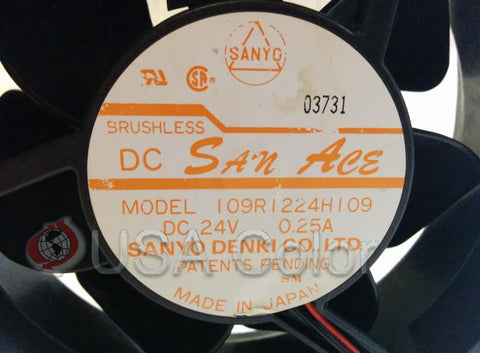 SANYO
03731
BRUSHLESS
DC SAN ACE
MODEL 109R1224H109
DC 24V 0.25A
SANYO DENKI CO., LTD.
PATENTS PENDING
SM
MADE IN JAPAN
USA Color